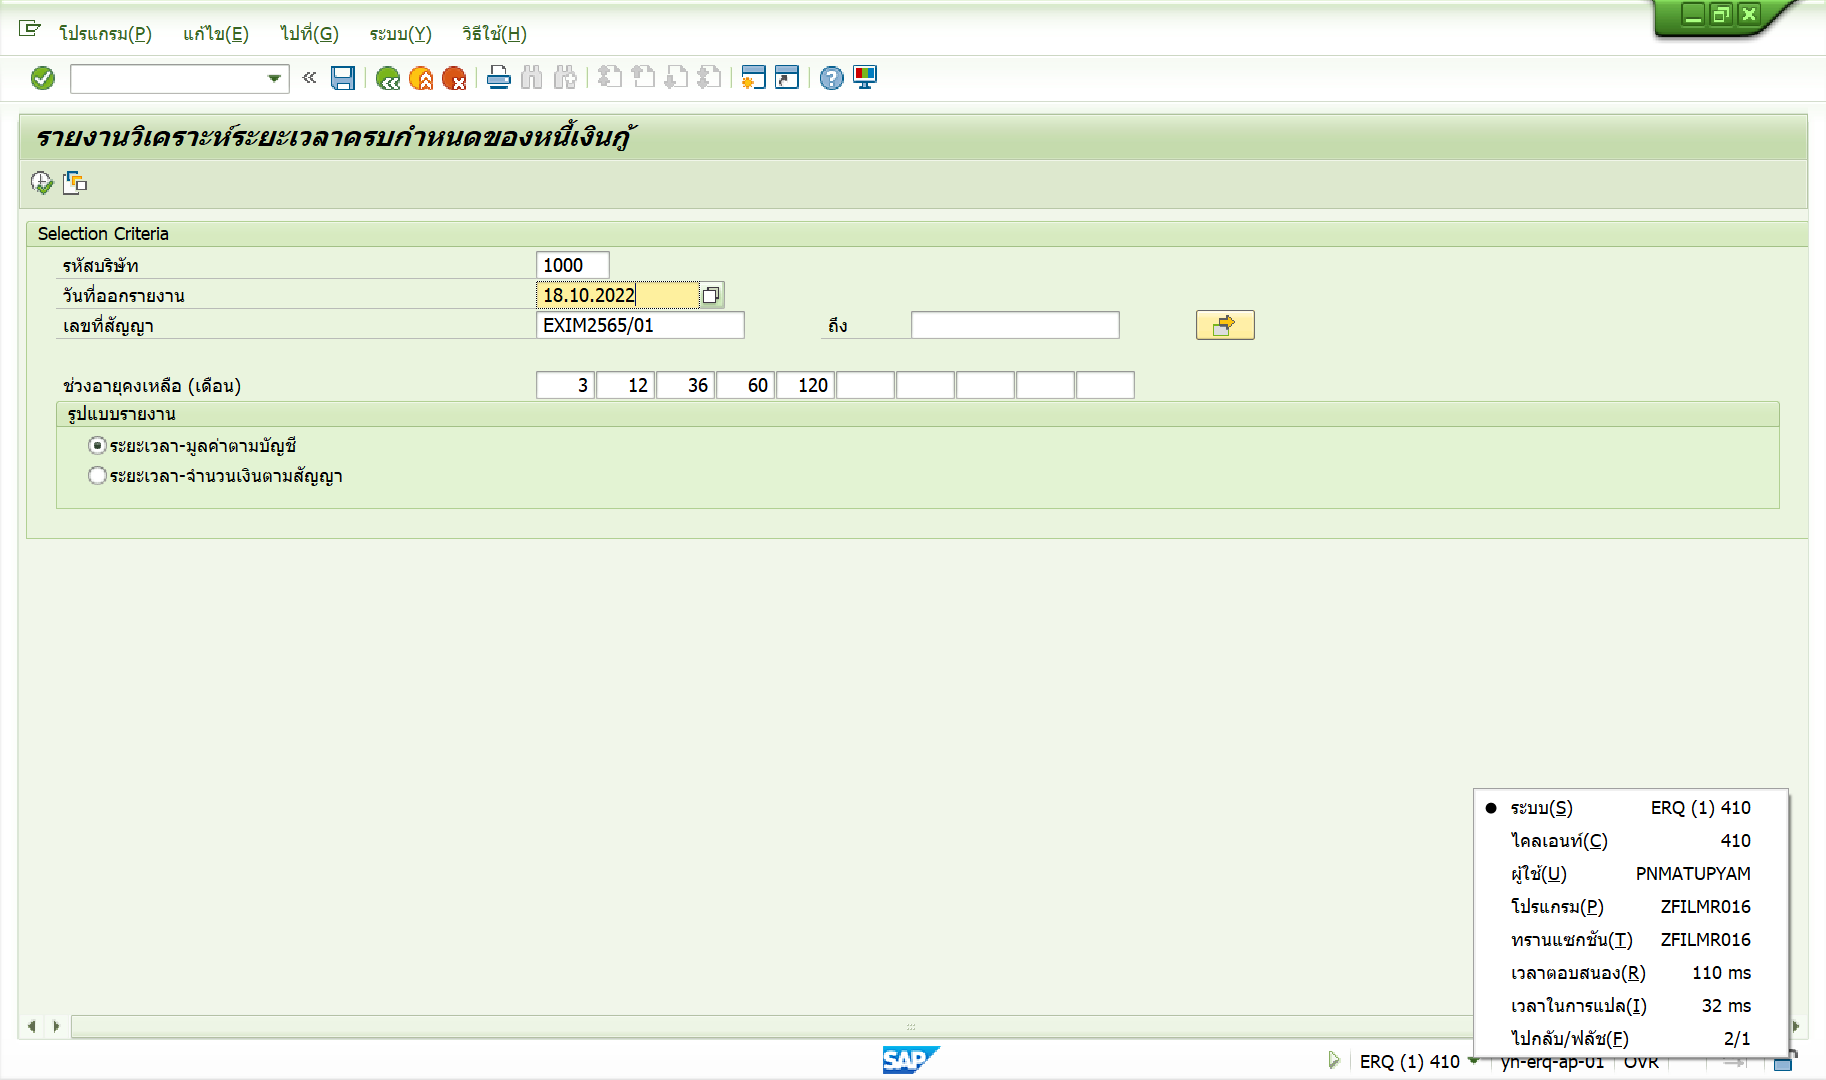 โปรแกรม(P) แก้ไข(E) ไปที่(G) ระบบ(Y) วิธีใช้(H)
รายงานวิเคราะห์ระยะเวลาครบกำหนดของหนี้เงินกู้
Selection Criteria
รหัสบริษัท 1000
วันที่ออกรายงาน 18.10.2022
เลขที่สัญญา EXIM2565/01 ถึง
ช่วงอายุคงเหลือ (เดือน) 3 12 36 60 120
รูปแบบรายงาน
ระยะเวลา-มูลค่าตามบัญชี
ระยะเวลา-จำนวนเงินตามสัญญา
ระบบ(S) ERQ (1) 410
ไคลเอนท์(C) 410
ผู้ใช้(U) PNMATUPYAM
โปรแกรม(P) ZFILMR016
ทรานแซกชัน(T) ZFILMR016
เวลาตอบสนอง(R) 110 ms
เวลาในการแปล(I) 32 ms
ไปกลับ/ฟลัช(F) 2/1
SAP ERQ (1) 410 yh-erq-ap-01 OVR